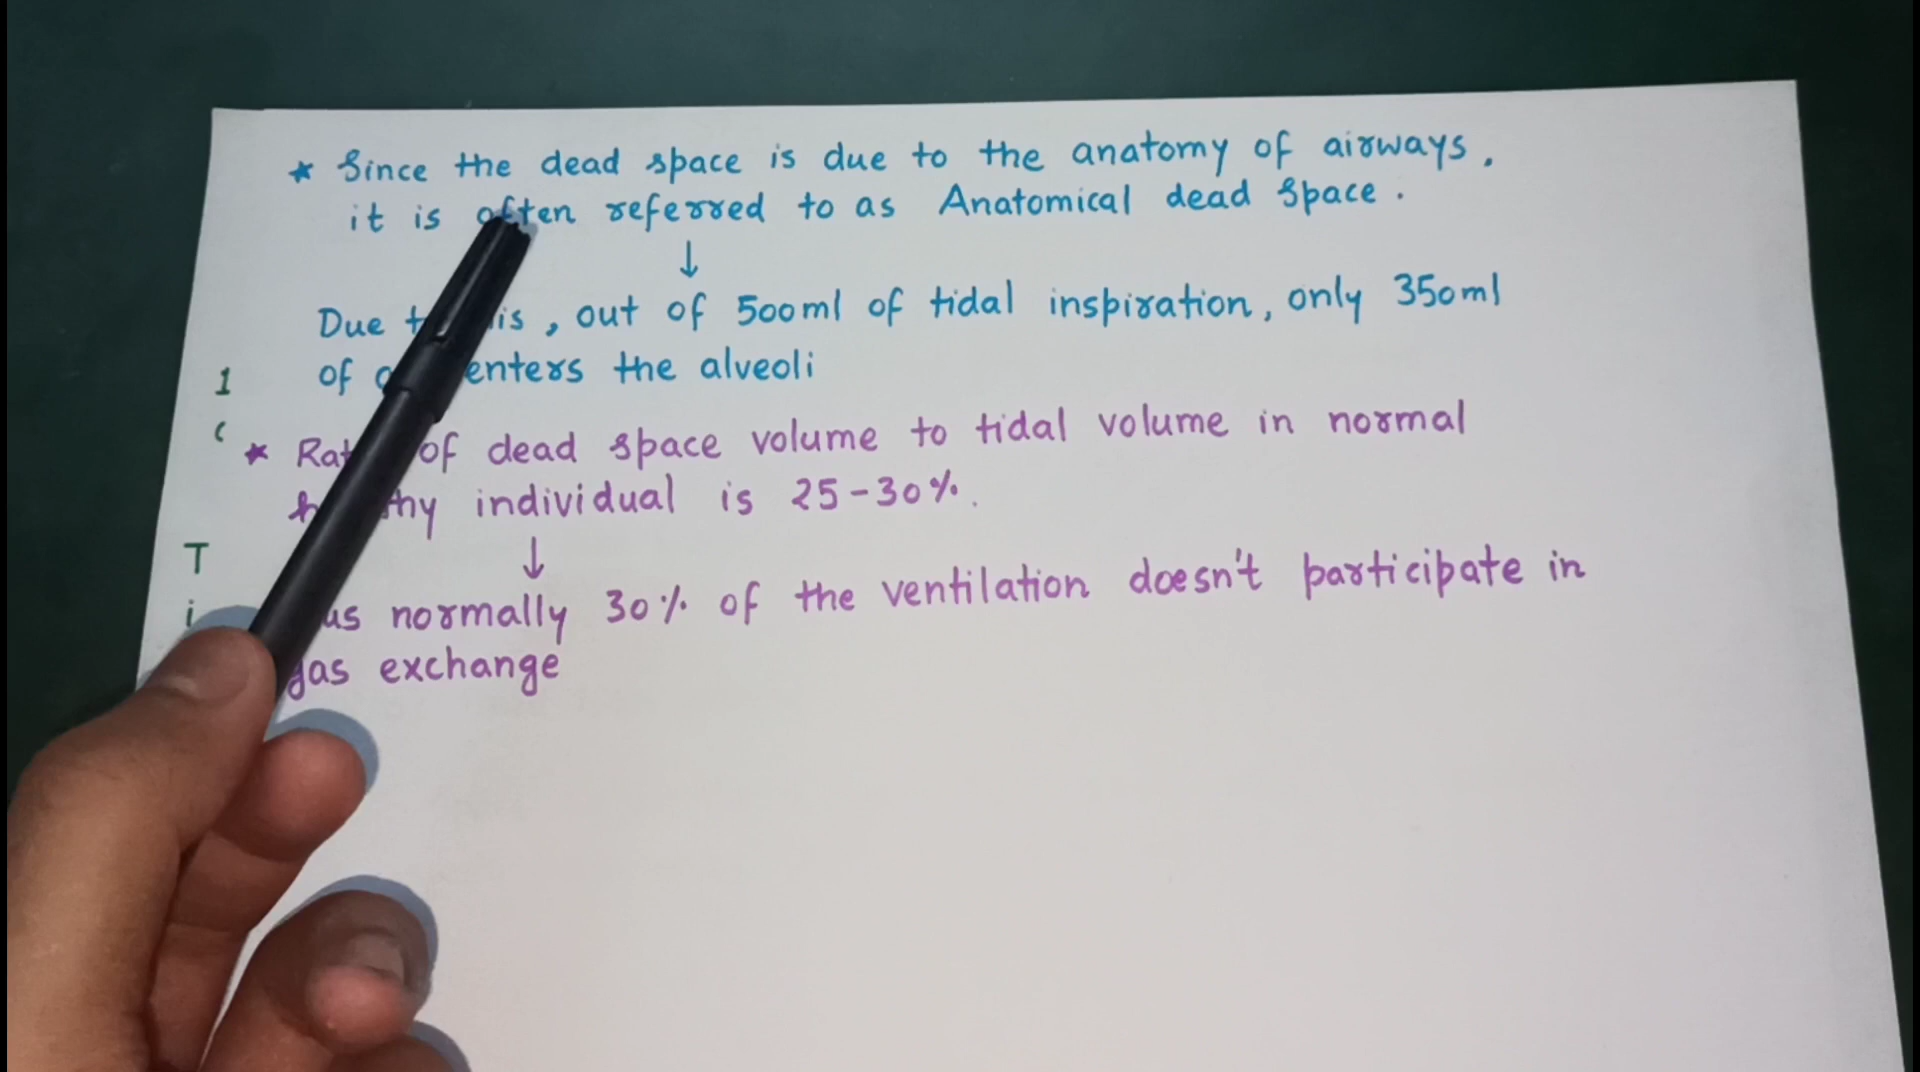 * Since the dead space is due to the anatomy of airways.
it is often referred to as Anatomical dead space.
↓
Due is, out of 500ml of tidal inspiration, only 350ml
of enters the alveoli
1
(
* of dead space volume to tidal volume in normal
individual is 25-30%.
↓
T
us normally 30% of the ventilation doesn't participate in
i
gas exchange